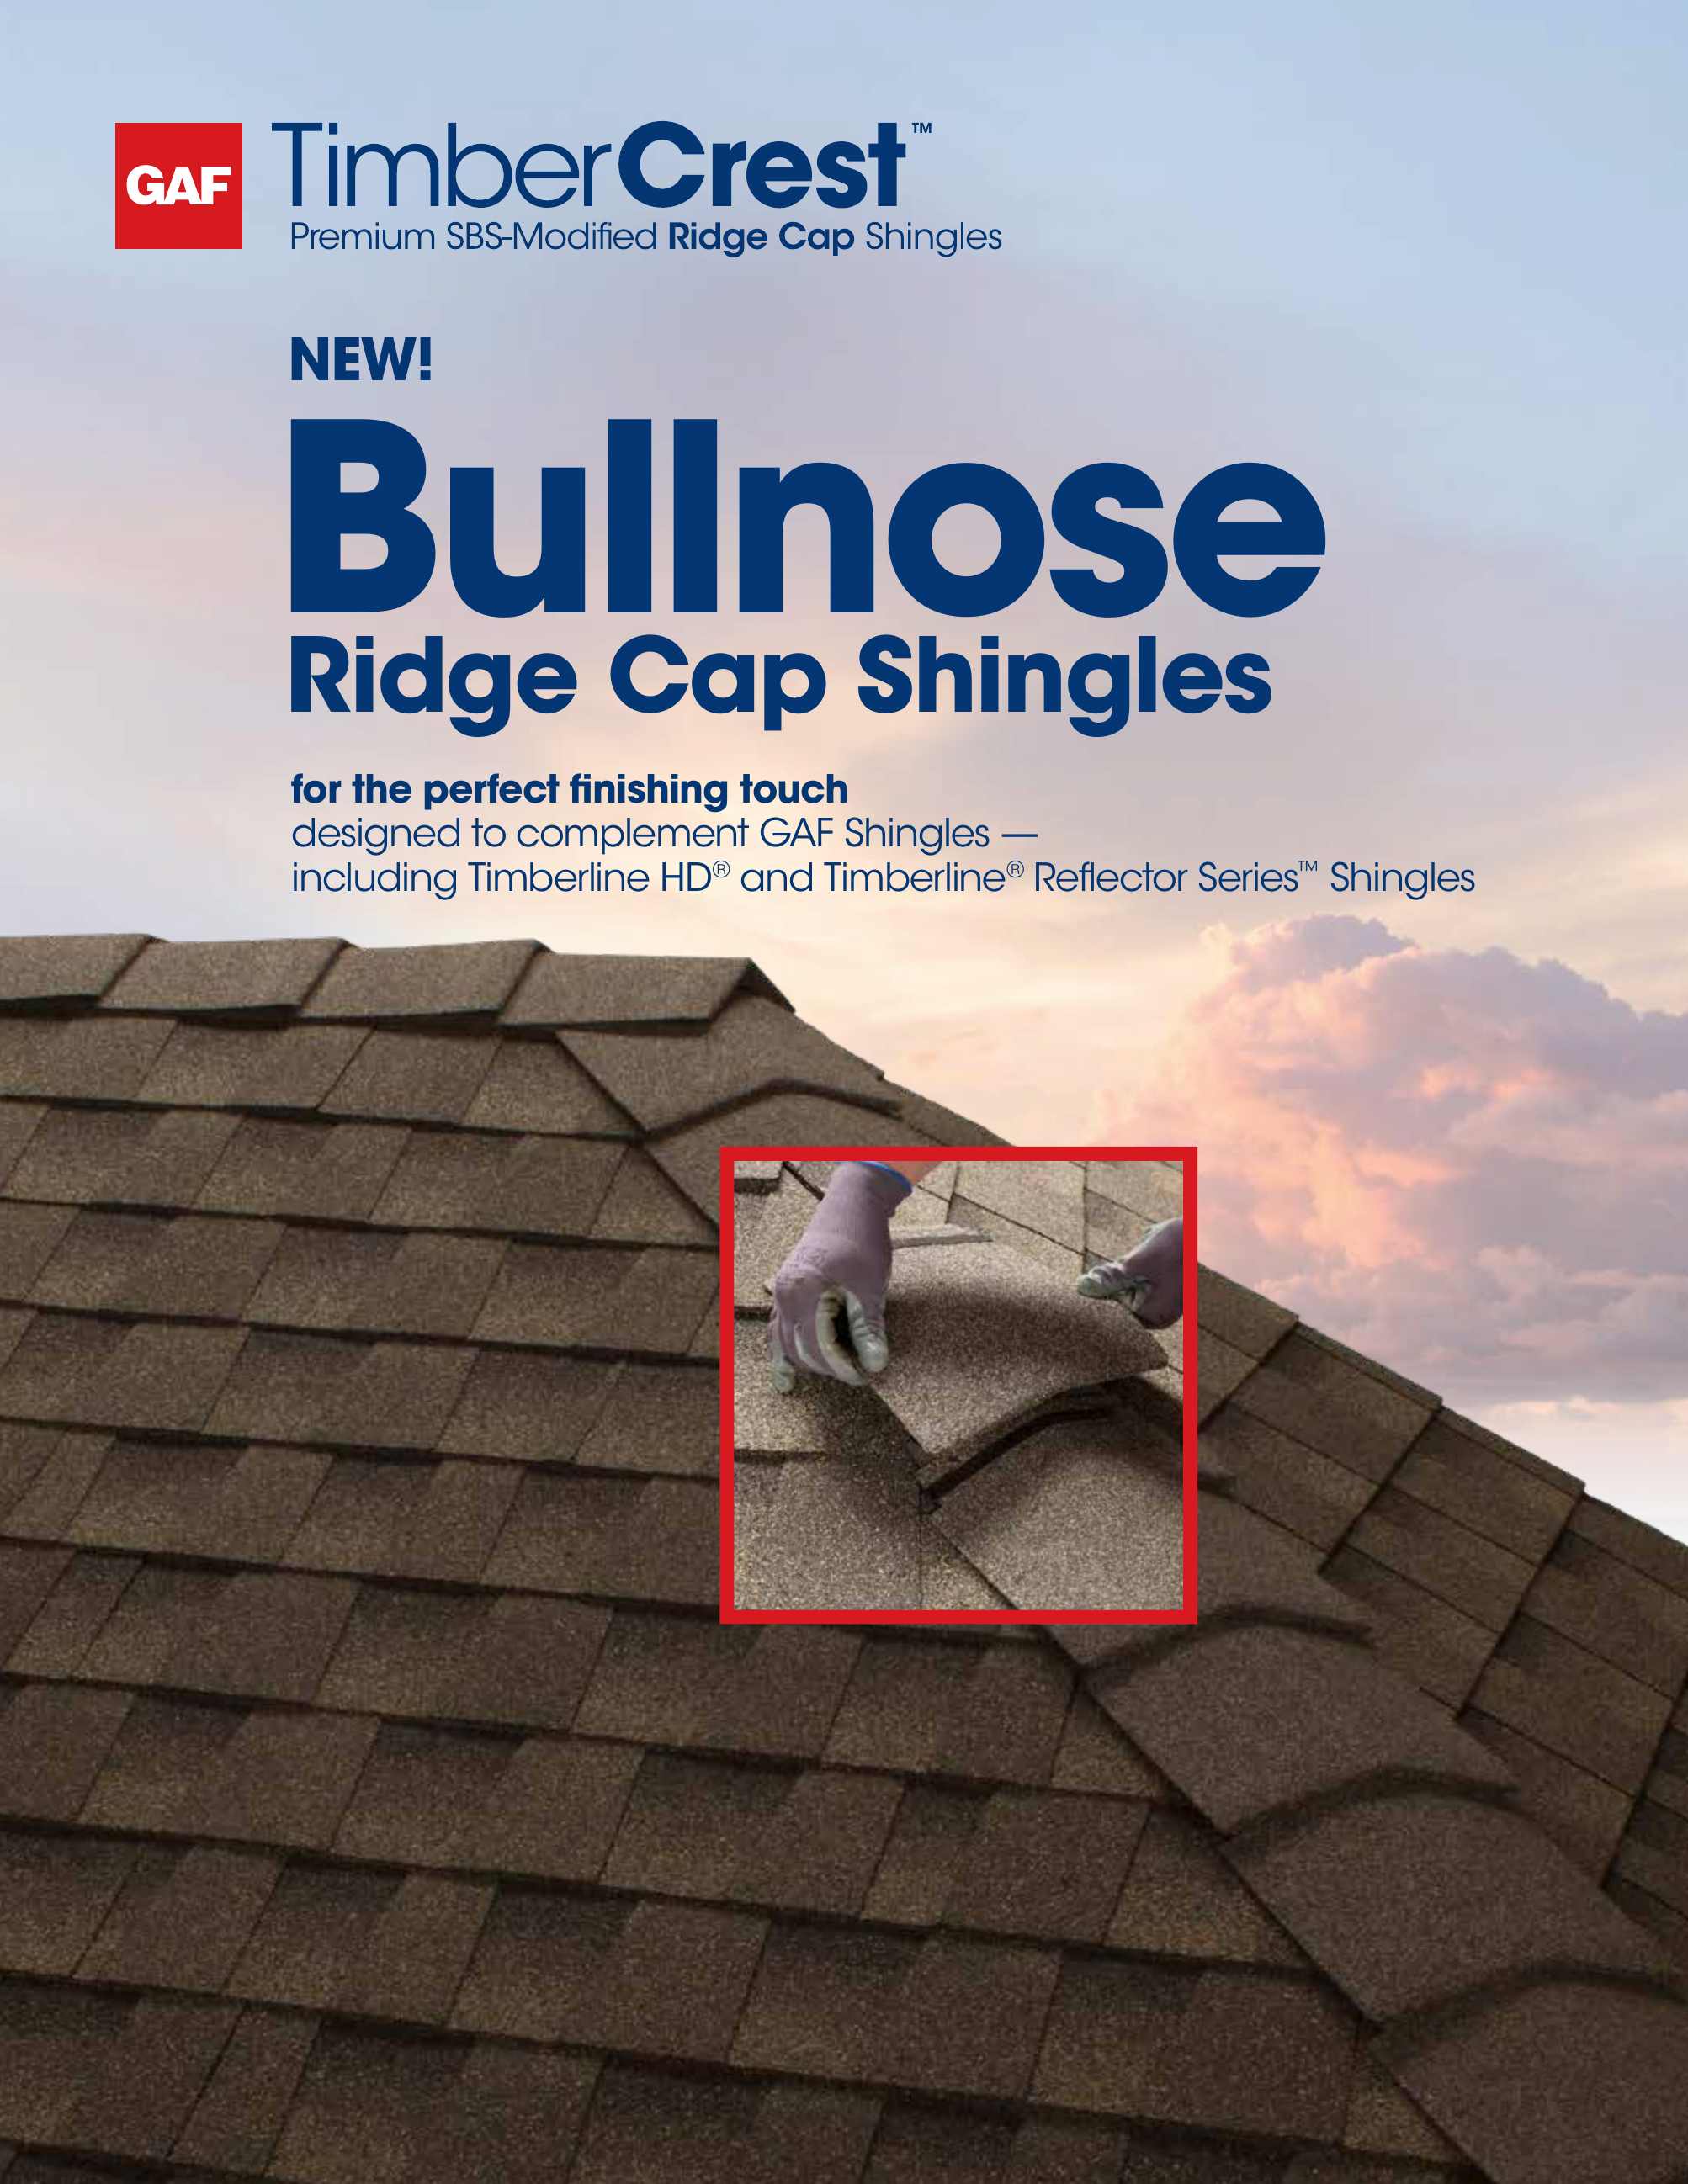 GAF
TimberCrest™
Premium SBS-Modified Ridge Cap Shingles
NEW!
Bullnose
Ridge Cap Shingles
for the perfect finishing touch
designed to complement GAF Shingles —
including Timberline HD® and Timberline® Reflector Series™ Shingles